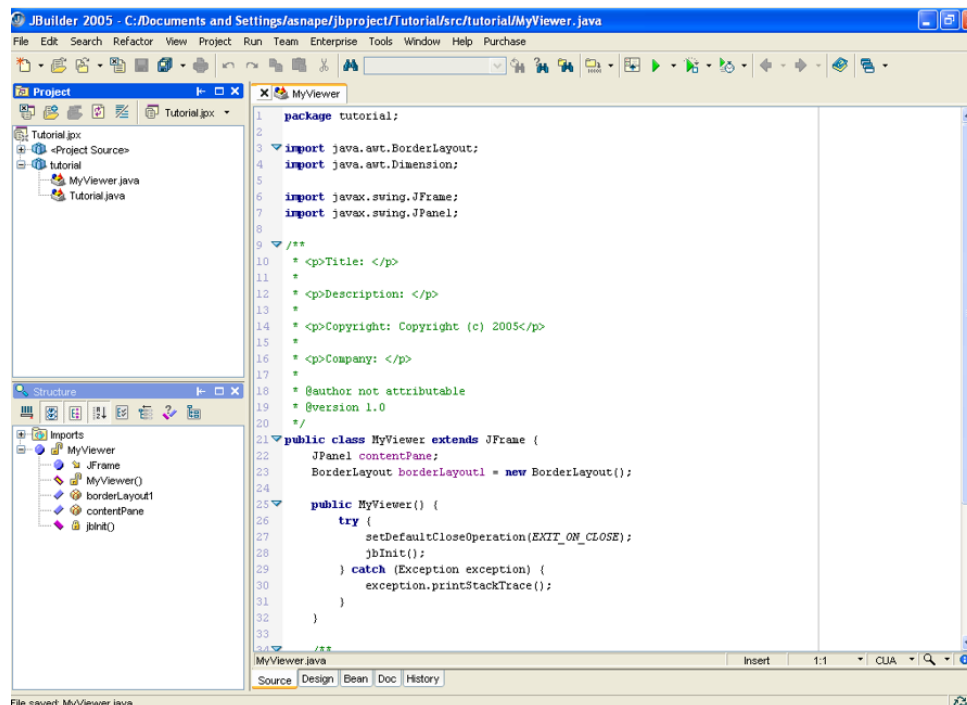 JBuilder 2005 - C:/Documents and Settings/asnape/jbproject/Tutorial/src/tutorial/MyViewer.java
File Edit Search Refactor View Project Run Team Enterprise Tools Window Help Purchase
Project
Tutorial.jpx
Tutorial.jpx
<Project Source>
tutorial
MyViewer.java
Tutorial.java
Structure
Imports
MyViewer
JFrame
MyViewer()
borderLayout1
contentPane
jbInit()
MyViewer
1 package tutorial;
2
3 import java.awt.BorderLayout;
4 import java.awt.Dimension;
5
6 import javax.swing.JFrame;
7 import javax.swing.JPanel;
8
9 /**
10 * <p>Title: </p>
11 *
12 * <p>Description: </p>
13 *
14 * <p>Copyright: Copyright (c) 2005</p>
15 *
16 * <p>Company: </p>
17 *
18 * @author not attributable
19 * @version 1.0
20 */
21 public class MyViewer extends JFrame {
22 JPanel contentPane;
23 BorderLayout borderLayout1 = new BorderLayout();
24
25 public MyViewer() {
26 try {
27 setDefaultCloseOperation(EXIT_ON_CLOSE);
28 jbInit();
29 } catch (Exception exception) {
30 exception.printStackTrace();
31 }
32 }
33
34 /**
MyViewer.java Insert 1:1 CUA
Source Design Bean Doc History
File saved: MyViewer.java